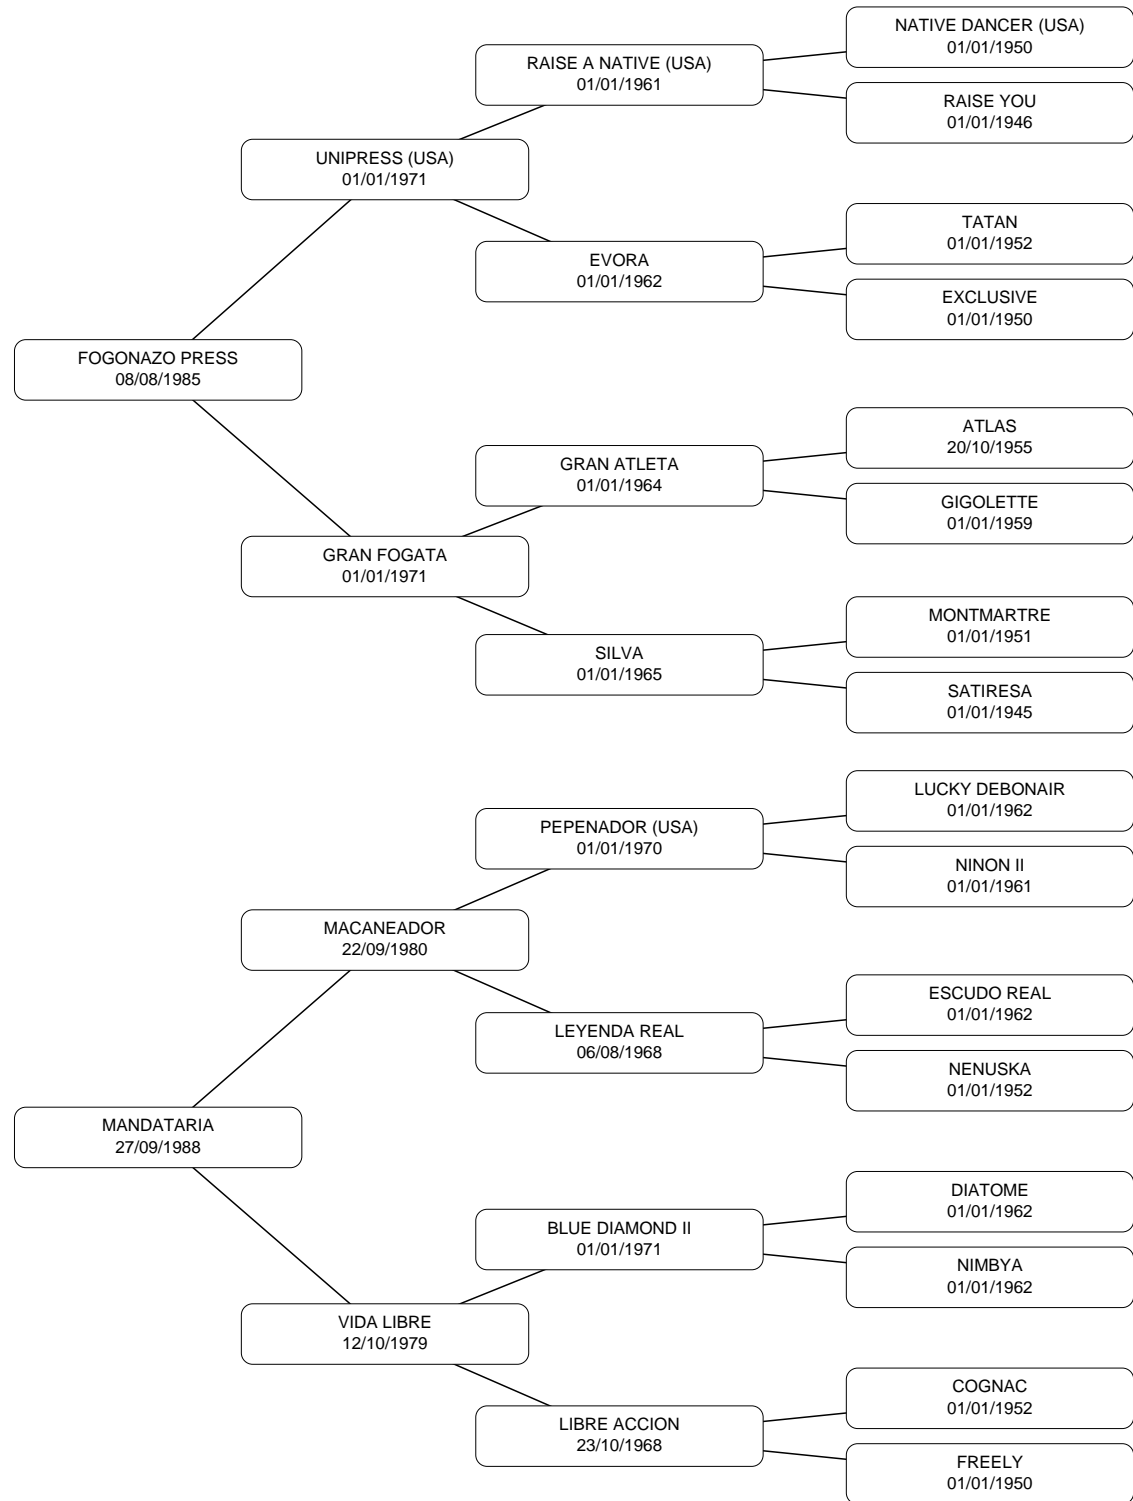 NATIVE DANCER (USA)
01/01/1950
RAISE A NATIVE (USA)
01/01/1961
RAISE YOU
01/01/1946
UNIPRESS (USA)
01/01/1971
TATAN
01/01/1952
EVORA
01/01/1962
EXCLUSIVE
01/01/1950
FOGONAZO PRESS
08/08/1985
ATLAS
20/10/1955
GRAN ATLETA
01/01/1964
GIGOLETTE
01/01/1959
GRAN FOGATA
01/01/1971
MONTMARTRE
01/01/1951
SILVA
01/01/1965
SATIRESA
01/01/1945
LUCKY DEBONAIR
01/01/1962
PEPENADOR (USA)
01/01/1970
NINON II
01/01/1961
MACANEADOR
22/09/1980
ESCUDO REAL
01/01/1962
LEYENDA REAL
06/08/1968
NENUSKA
01/01/1952
MANDATARIA
27/09/1988
DIATOME
01/01/1962
BLUE DIAMOND II
01/01/1971
NIMBYA
01/01/1962
VIDA LIBRE
12/10/1979
COGNAC
01/01/1952
LIBRE ACCION
23/10/1968
FREELY
01/01/1950